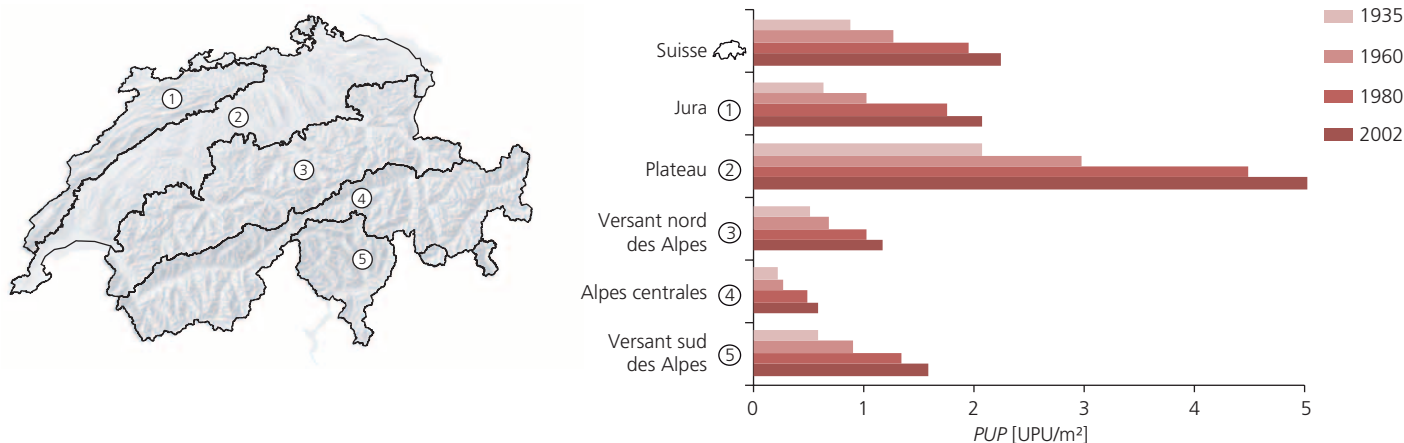 1
2
3
4
5
Suisse
Jura 1
Plateau 2
Versant nord
des Alpes 3
Alpes centrales 4
Versant sud
des Alpes 5
0 1 2 3 4 5
PUP [UPU/m²]
1935
1960
1980
2002